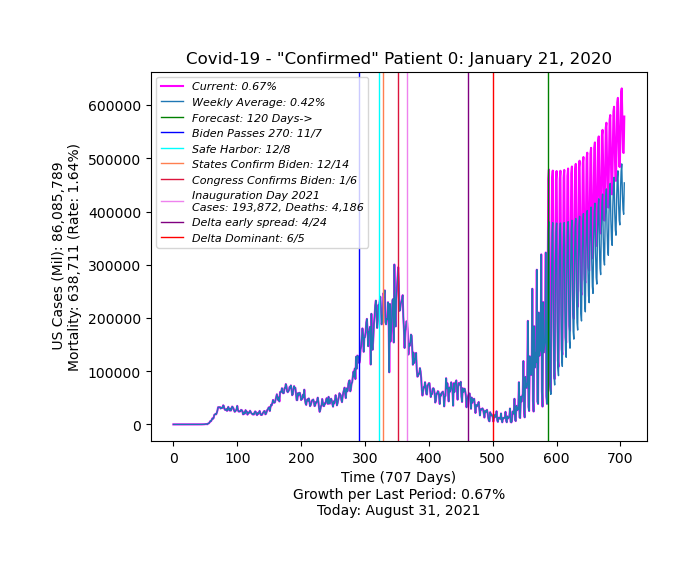 Covid-19 - "Confirmed" Patient 0: January 21, 2020
US Cases (Mil): 86,085,789
Mortality: 638,711 (Rate: 1.64%)
600000
500000
400000
300000
200000
100000
0
Current: 0.67%
Weekly Average: 0.42%
Forecast: 120 Days->
Biden Passes 270: 11/7
Safe Harbor: 12/8
States Confirm Biden: 12/14
Congress Confirms Biden: 1/6
Inauguration Day 2021
Cases: 193,872, Deaths: 4,186
Delta early spread: 4/24
Delta Dominant: 6/5
0 100 200 300 400 500 600 700
Time (707 Days)
Growth per Last Period: 0.67%
Today: August 31, 2021